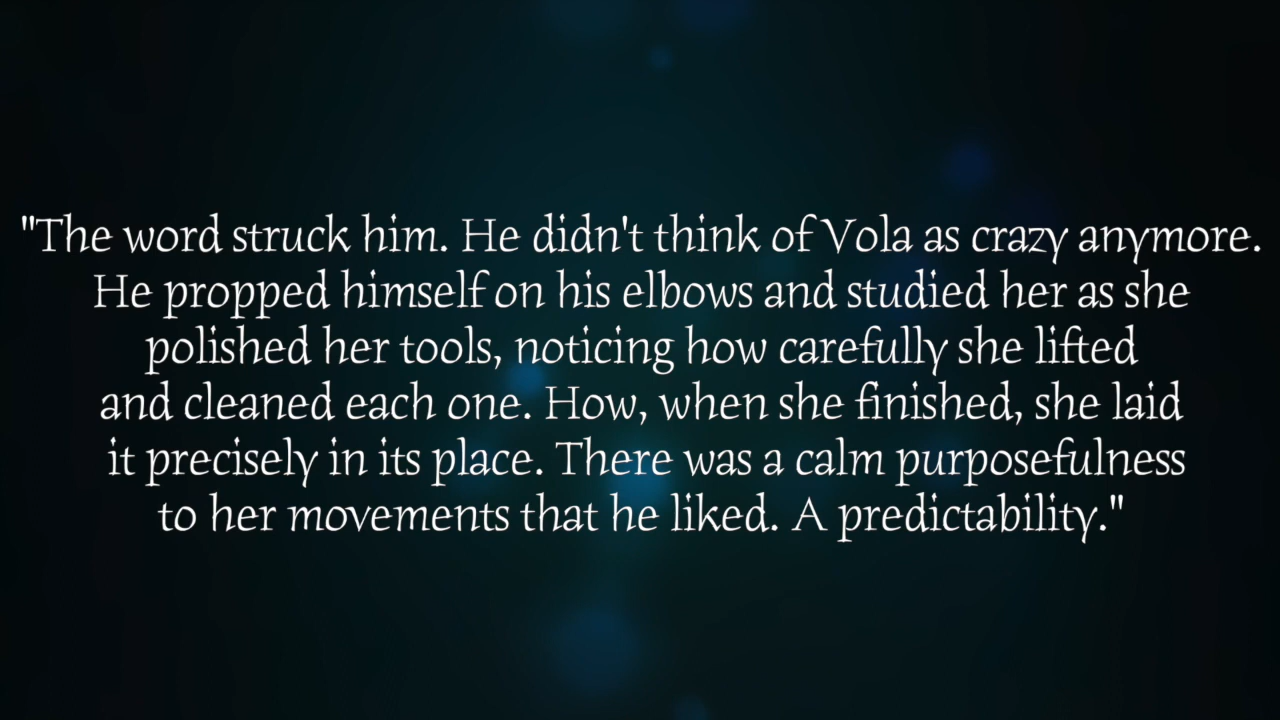 "The word struck him. He didn't think of Vola as crazy anymore.
He propped himself on his elbows and studied her as she
polished her tools, noticing how carefully she lifted
and cleaned each one. How, when she finished, she laid
it precisely in its place. There was a calm purposefulness
to her movements that he liked. A predictability."